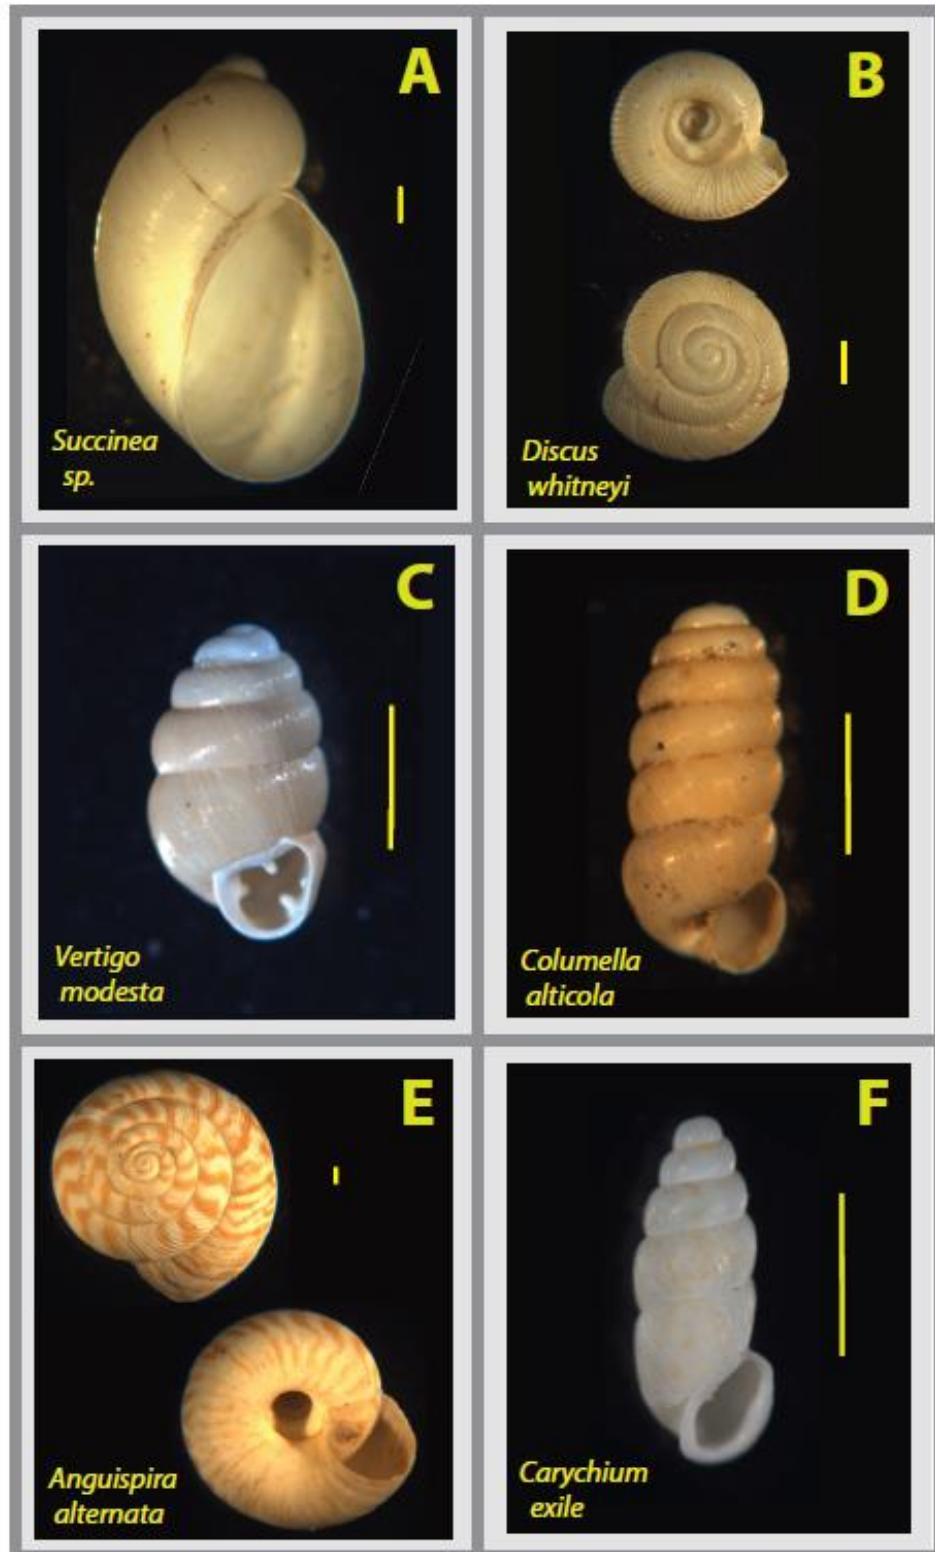 A
Succinea
sp.
B
Discus
whitneyi
C
Vertigo
modesta
D
Columella
alticola
E
Anguispira
alternata
F
Carychium
exile